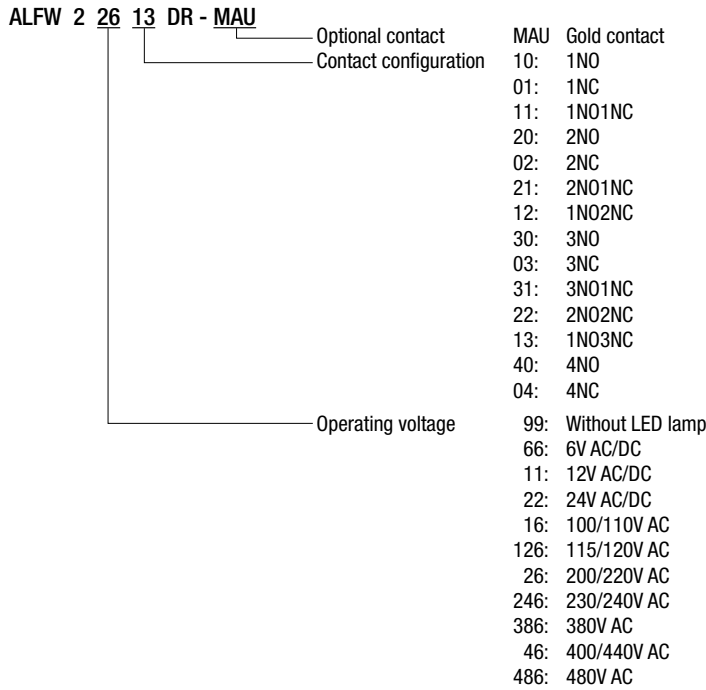 ALFW 2 26 13 DR - MAU
Optional contact MAU Gold contact
Contact configuration 10: 1NO
01: 1NC
11: 1NO1NC
20: 2NO
02: 2NC
21: 2NO1NC
12: 1NO2NC
30: 3NO
03: 3NC
31: 3NO1NC
22: 2NO2NC
13: 1NO3NC
40: 4NO
04: 4NC
Operating voltage 99: Without LED lamp
66: 6V AC/DC
11: 12V AC/DC
22: 24V AC/DC
16: 100/110V AC
126: 115/120V AC
26: 200/220V AC
246: 230/240V AC
386: 380V AC
46: 400/440V AC
486: 480V AC